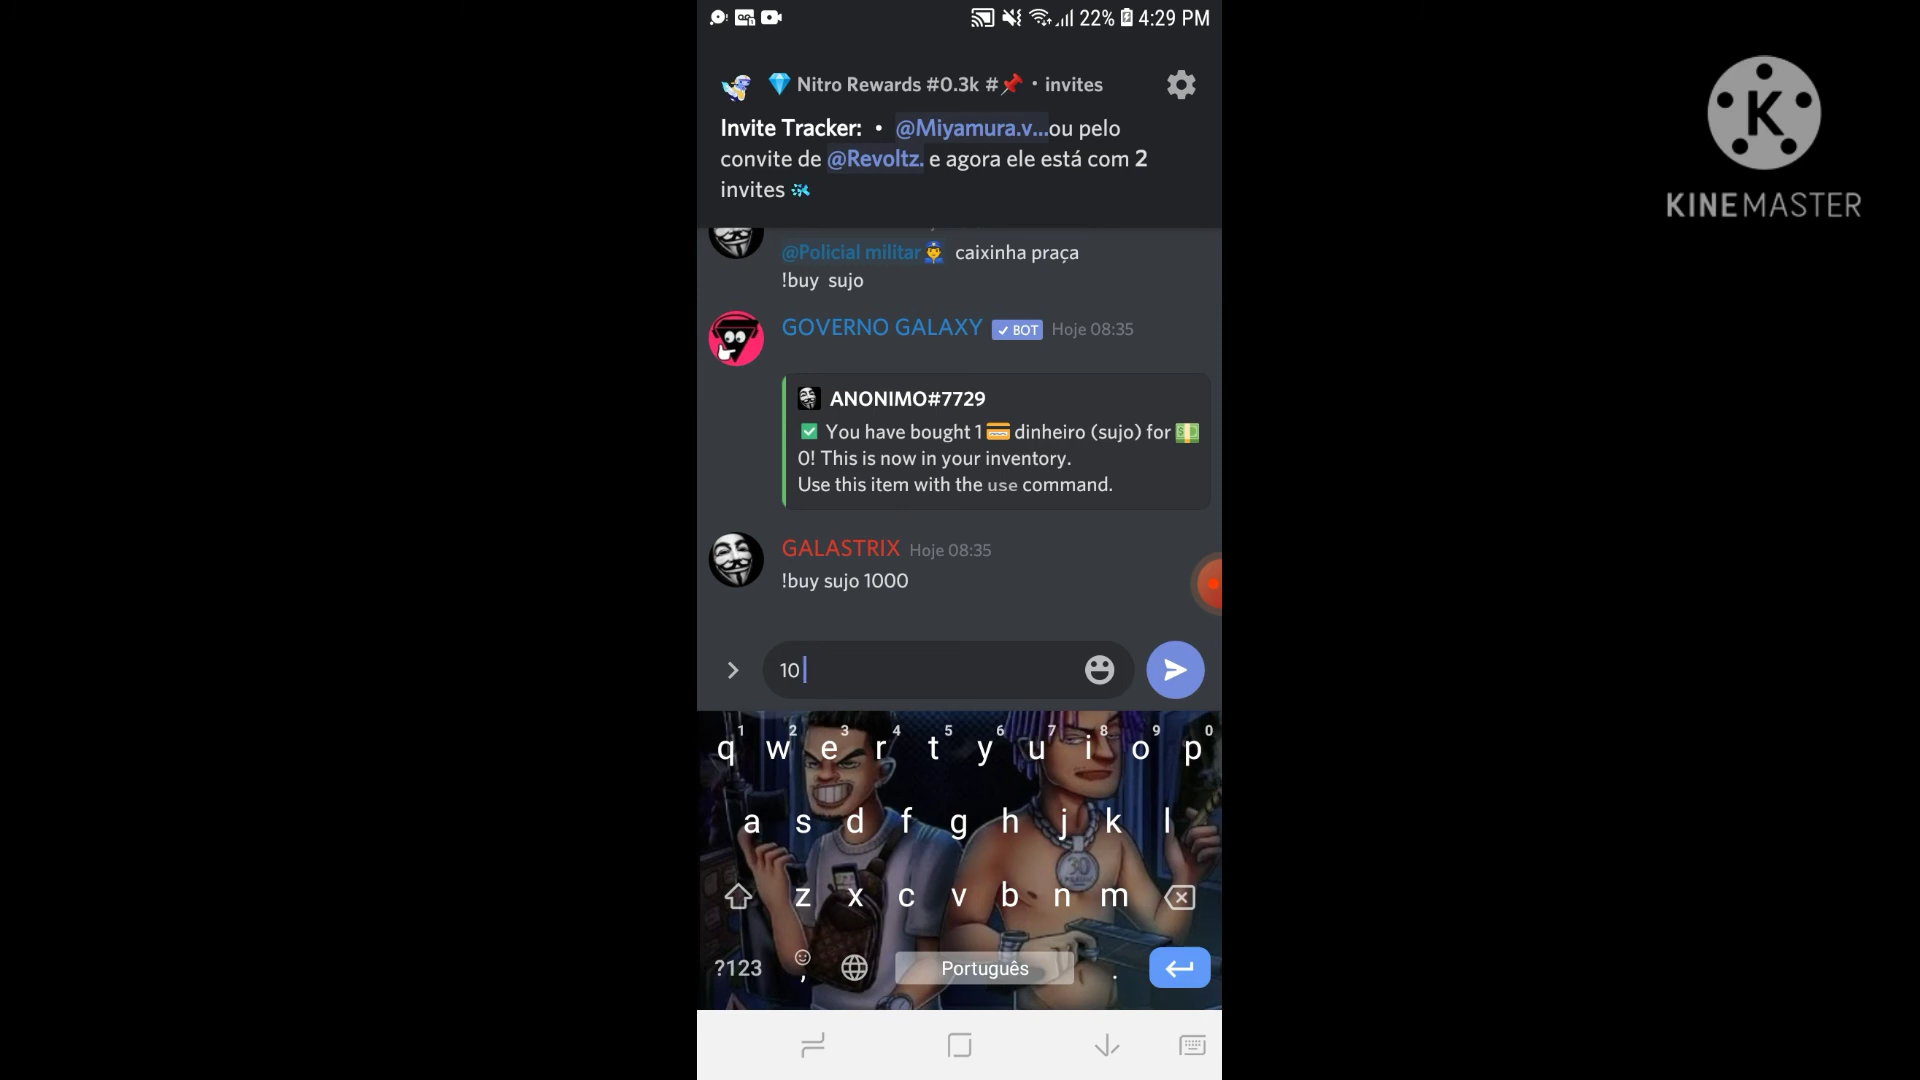 22% 4:29 PM
Nitro Rewards #0.3k # • invites
Invite Tracker: • @Miyamura.v...ou pelo
convite de @Revoltz. e agora ele está com 2
invites
@Policial militar caixinha praça
!buy sujo
GOVERNO GALAXY ✓ BOT Hoje 08:35
ANONIMO#7729
You have bought 1 dinheiro (sujo) for
0! This is now in your inventory.
Use this item with the use command.
GALASTRIX Hoje 08:35
!buy sujo 1000
10
1 2 3 4 5 6 7 8 9 0
q w e r t y u i o p
a s d f g h j k l
z x c v b n m
?123 , Português .
K
KINEMASTER